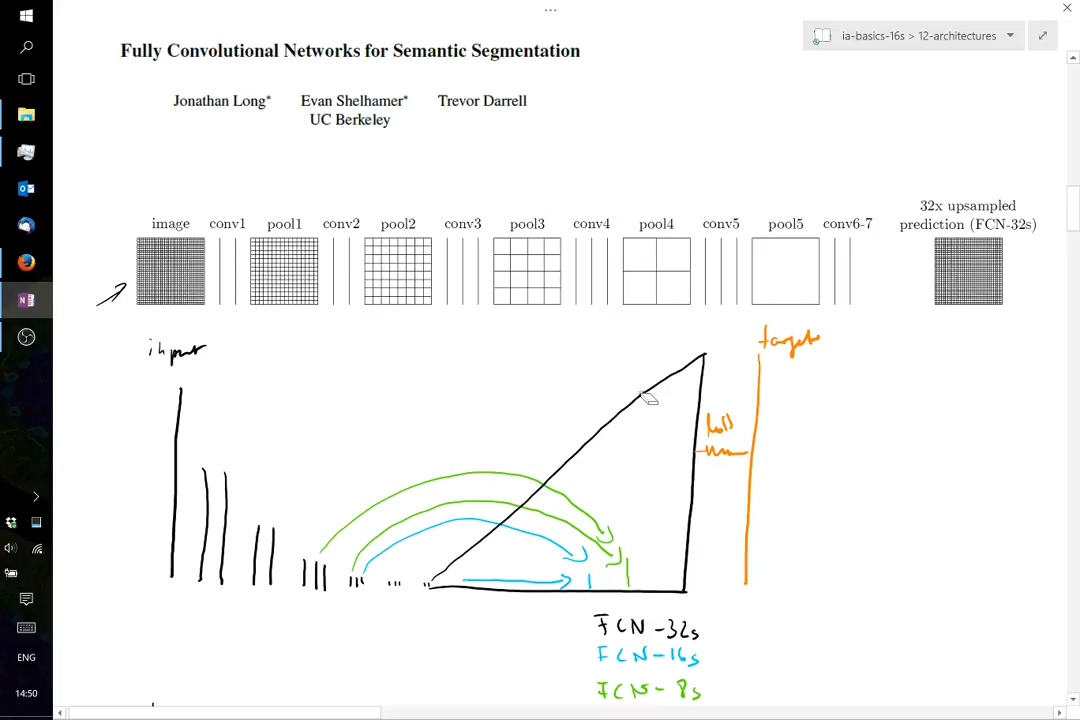 ...
ia-basics-16s > 12-architectures
Fully Convolutional Networks for Semantic Segmentation
Jonathan Long* Evan Shelhamer* Trevor Darrell
UC Berkeley
32x upsampled
image conv1 pool1 conv2 pool2 conv3 pool3 conv4 pool4 conv5 pool5 conv6-7 prediction (FCN-32s)
input
target
FCN-32s
FCN-16s
FCN-8s
N
ENG
14:50